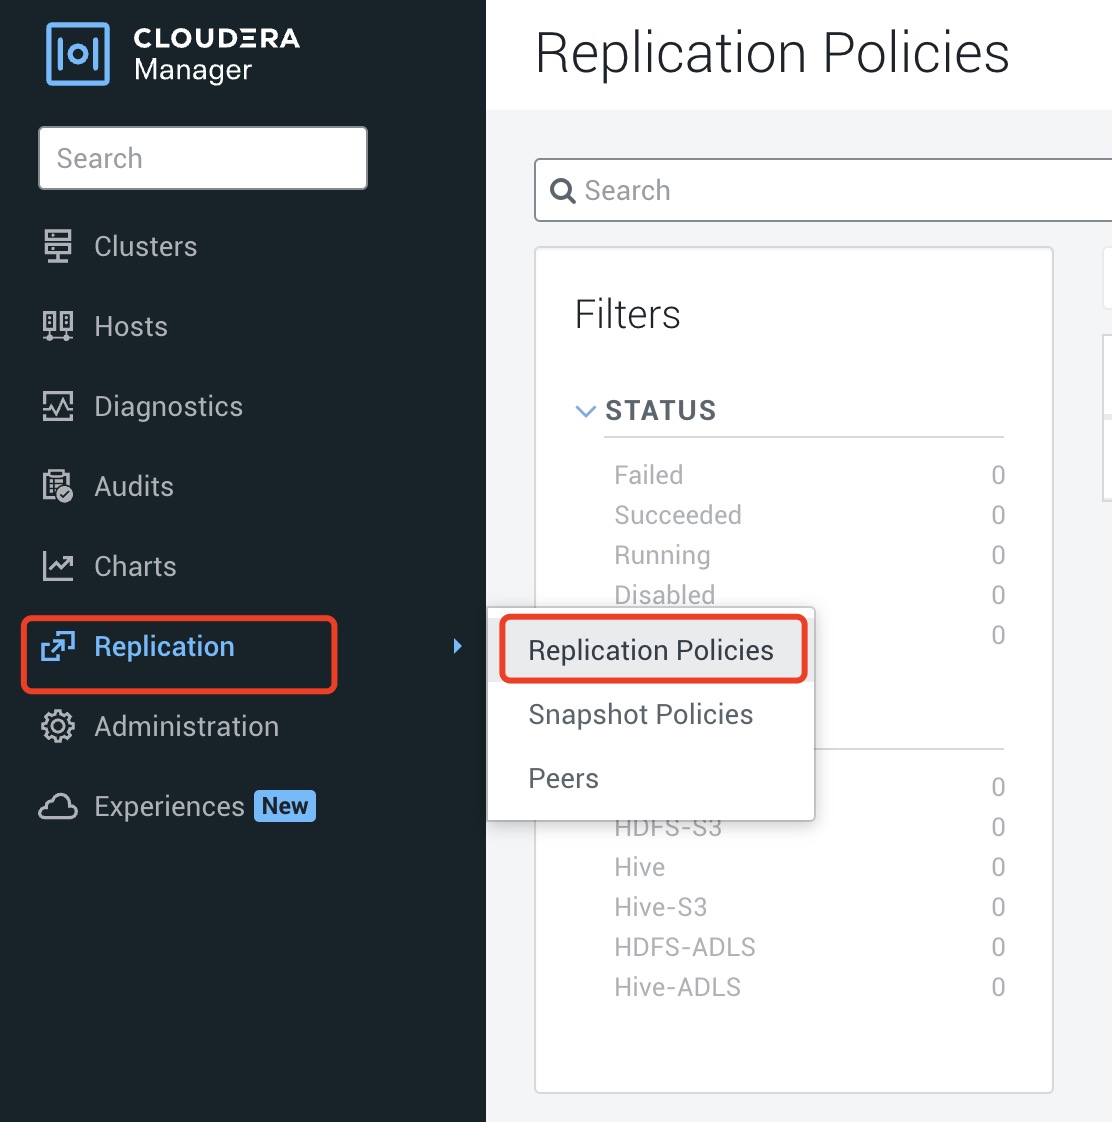 CLOUDERA
Manager
Search
Clusters
Hosts
Diagnostics
Audits
Charts
Replication
Administration
Experiences New
Replication Policies
Search
Filters
STATUS
Failed 0
Succeeded 0
Running 0
Disabled 0
0
Replication Policies
Snapshot Policies
Peers
0
HDFS-S3 0
Hive 0
Hive-S3 0
HDFS-ADLS 0
Hive-ADLS 0